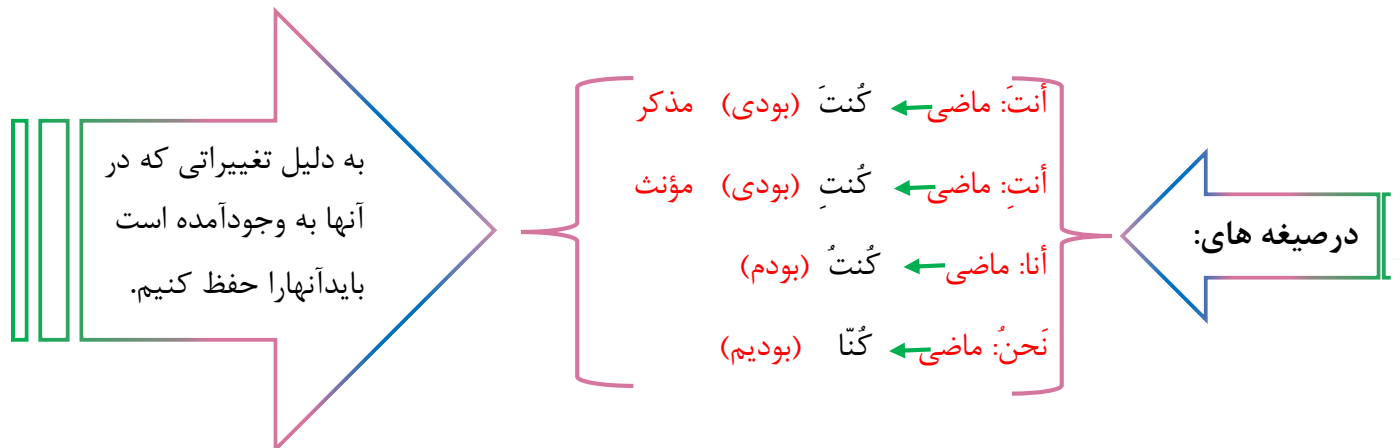 درصیغه های:
أنتَ: ماضی ← کُنتَ (بودی) مذکر
أنتِ: ماضی ← کُنتِ (بودی) مؤنث
أنا: ماضی ← کُنتُ (بودم)
نَحنُ: ماضی ← کُنّا (بودیم)
به دلیل تغییراتی که در
آنها به وجودآمده است
بایدآنهارا حفظ کنیم.